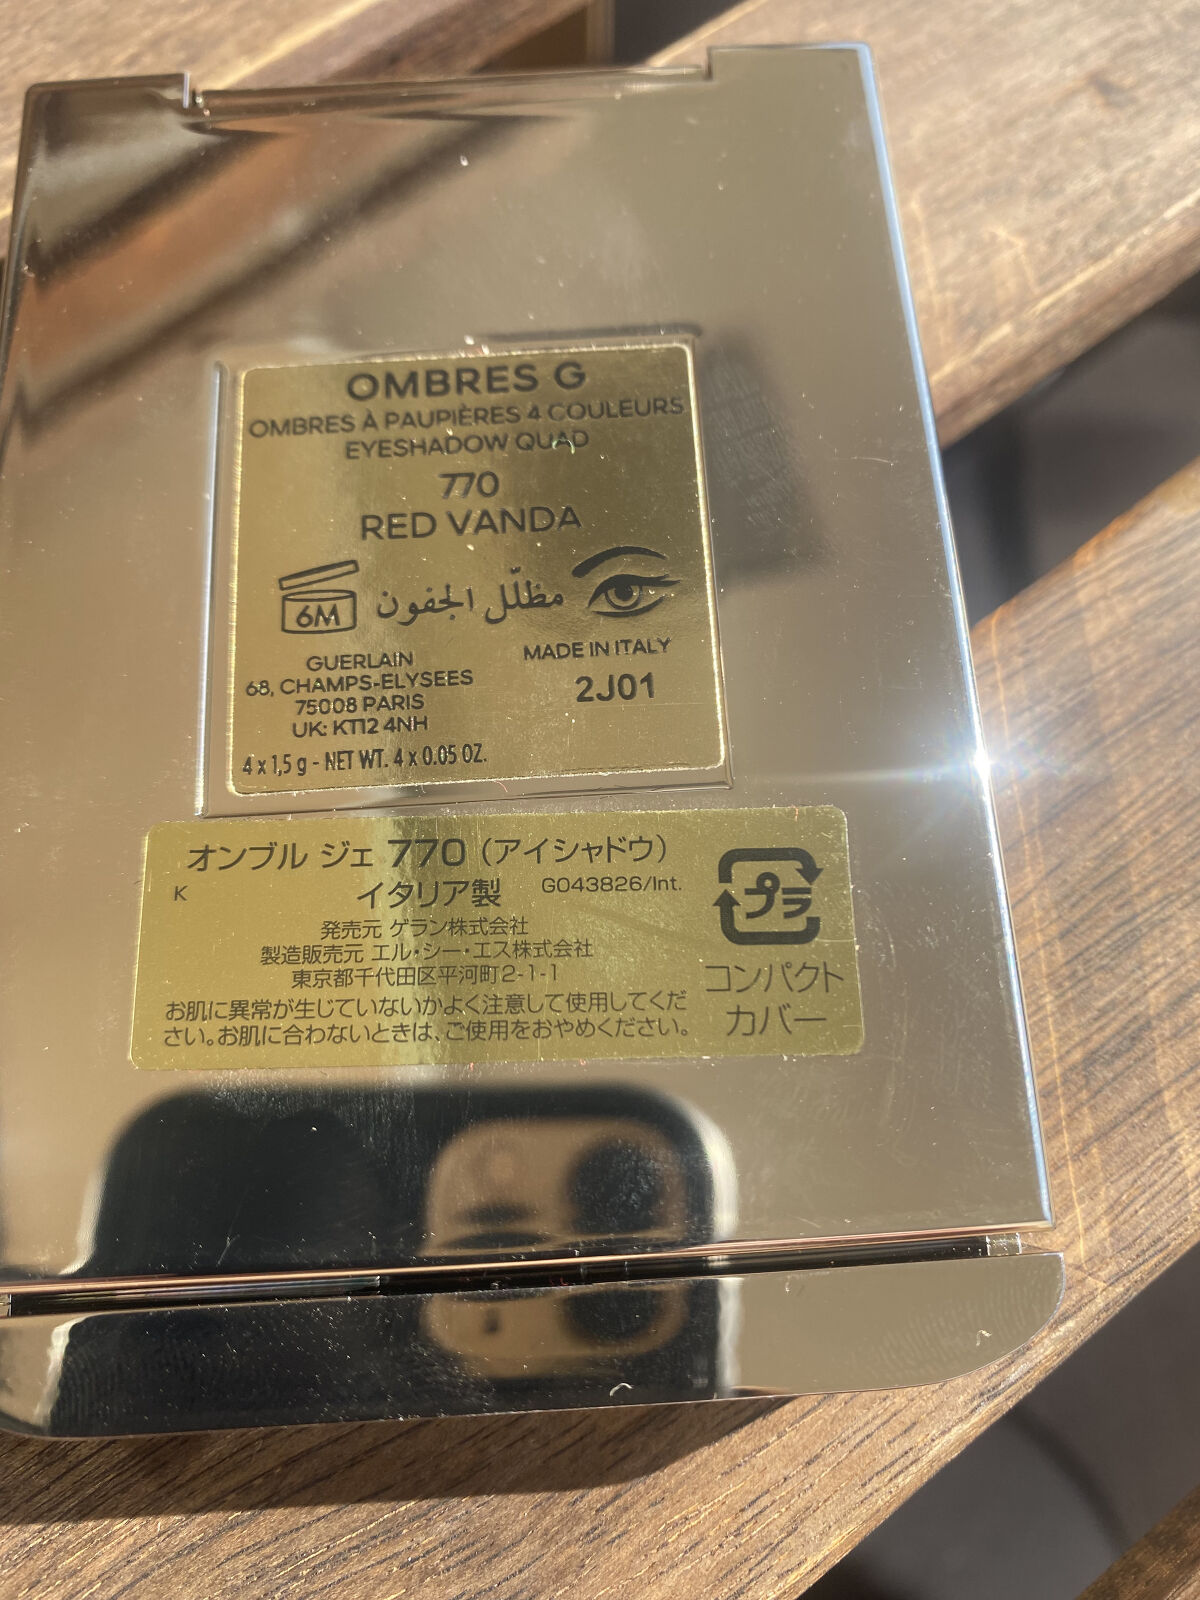 OMBRES G
OMBRES À PAUPIÈRES 4 COULEURS
EYESHADOW QUAD
770
RED VANDA
6M
مظلّل الجفون
GUERLAIN
68, CHAMPS-ELYSEES
75008 PARIS
UK: KT12 4NH
MADE IN ITALY
2J01
4 x 1,5 g - NET WT. 4 x 0.05 OZ.
オンブル ジェ 770 (アイシャドウ)
K イタリア製 G043826/Int.
発売元 ゲラン株式会社
製造販売元 エル・シー・エス株式会社
東京都千代田区平河町2-1-1
お肌に異常が生じていないかよく注意して使用してくだ
さい。お肌に合わないときは、ご使用をおやめください。
プラ
コンパクト
カバー